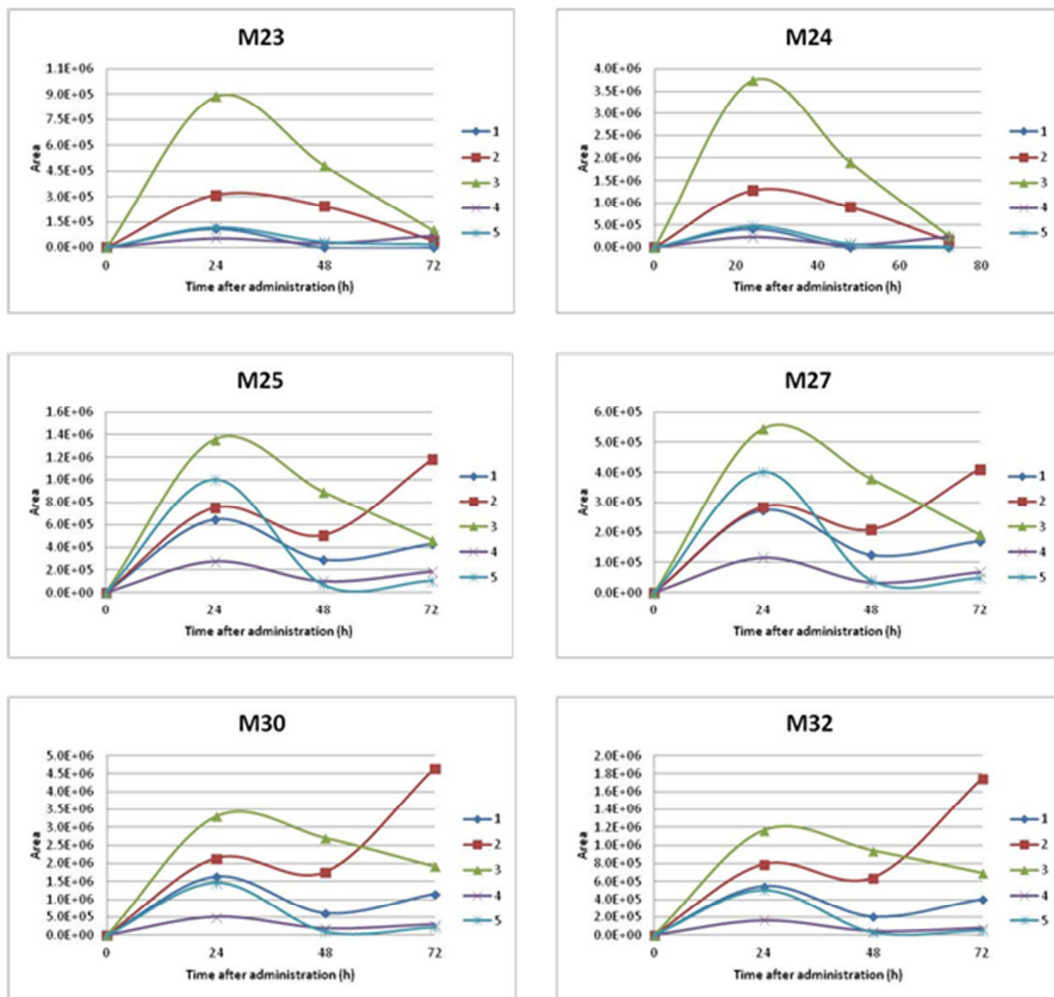 M23
1.1E+06
9.0E+05
7.5E+05
6.0E+05
4.5E+05
3.0E+05
1.5E+05
0.0E+00
Area
0 24 48 72
Time after administration (h)
1
2
3
4
5
M24
4.0E+06
3.5E+06
3.0E+06
2.5E+06
2.0E+06
1.5E+06
1.0E+06
5.0E+05
0.0E+00
Area
0 20 40 60 80
Time after administration (h)
1
2
3
4
5
M25
1.6E+06
1.4E+06
1.2E+06
1.0E+06
8.0E+05
6.0E+05
4.0E+05
2.0E+05
0.0E+00
Area
0 24 48 72
Time after administration (h)
1
2
3
4
5
M27
6.0E+05
5.0E+05
4.0E+05
3.0E+05
2.0E+05
1.0E+05
0.0E+00
Area
0 24 48 72
Time after administration (h)
1
2
3
4
5
M30
5.0E+06
4.5E+06
4.0E+06
3.5E+06
3.0E+06
2.5E+06
2.0E+06
1.5E+06
1.0E+06
5.0E+05
0.0E+00
Area
0 24 48 72
Time after administration (h)
1
2
3
4
5
M32
2.0E+06
1.8E+06
1.6E+06
1.4E+06
1.2E+06
1.0E+06
8.0E+05
6.0E+05
4.0E+05
2.0E+05
0.0E+00
Area
0 24 48 72
Time after administration (h)
1
2
3
4
5